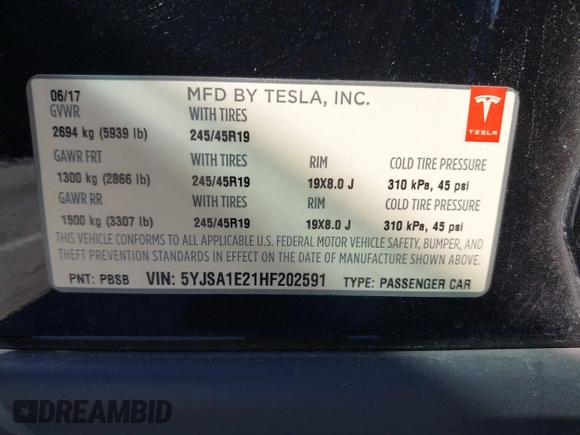 06/17 MFD BY TESLA, INC.
GVWR WITH TIRES
2694 kg (5939 lb) 245/45R19
TESLA
GAWR FRT WITH TIRES RIM COLD TIRE PRESSURE
1300 kg (2866 lb) 245/45R19 19X8.0 J 310 kPa, 45 psi
GAWR RR WITH TIRES RIM COLD TIRE PRESSURE
1500 kg (3307 lb) 245/45R19 19X8.0 J 310 kPa, 45 psi
THIS VEHICLE CONFORMS TO ALL APPLICABLE U.S. FEDERAL MOTOR VEHICLE SAFETY, BUMPER, AND
THEFT PREVENTION STANDARDS IN EFFECT ON THE DATE OF MANUFACTURE SHOWN ABOVE.
PNT: PBSB VIN: 5YJSA1E21HF202591 TYPE: PASSENGER CAR
DREAMBID